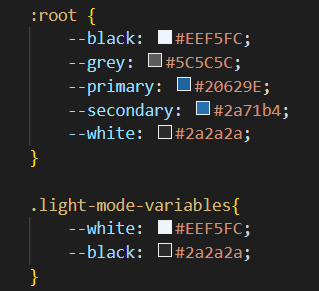 :root {
--black: #EEF5FC;
--grey: #5C5C5C;
--primary: #20629E;
--secondary: #2a71b4;
--white: #2a2a2a;
}
.light-mode-variables{
--white: #EEF5FC;
--black: #2a2a2a;
}